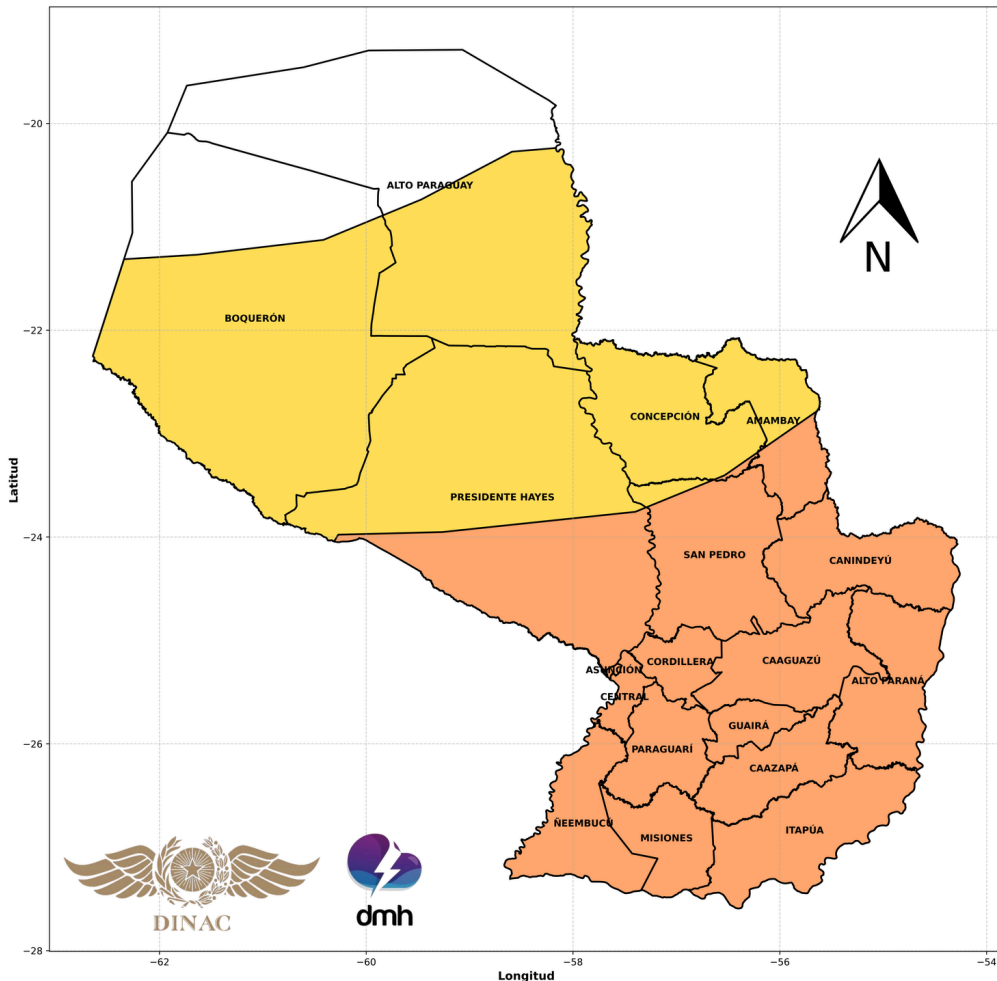 −20
ALTO PARAGUAY
N
BOQUERÓN
−22
CONCEPCIÓN
AMAMBAY
Latitud
PRESIDENTE HAYES
−24
SAN PEDRO
CANINDEYÚ
ASUNCIÓN
CORDILLERA
CAAGUAZÚ
ALTO PARANÁ
CENTRAL
GUAIRÁ
−26
PARAGUARÍ
CAAZAPÁ
ÑEEMBUCÚ
MISIONES
ITAPÚA
DINAC
dmh
−28
−62
−60
−58
−56
−54
Longitud